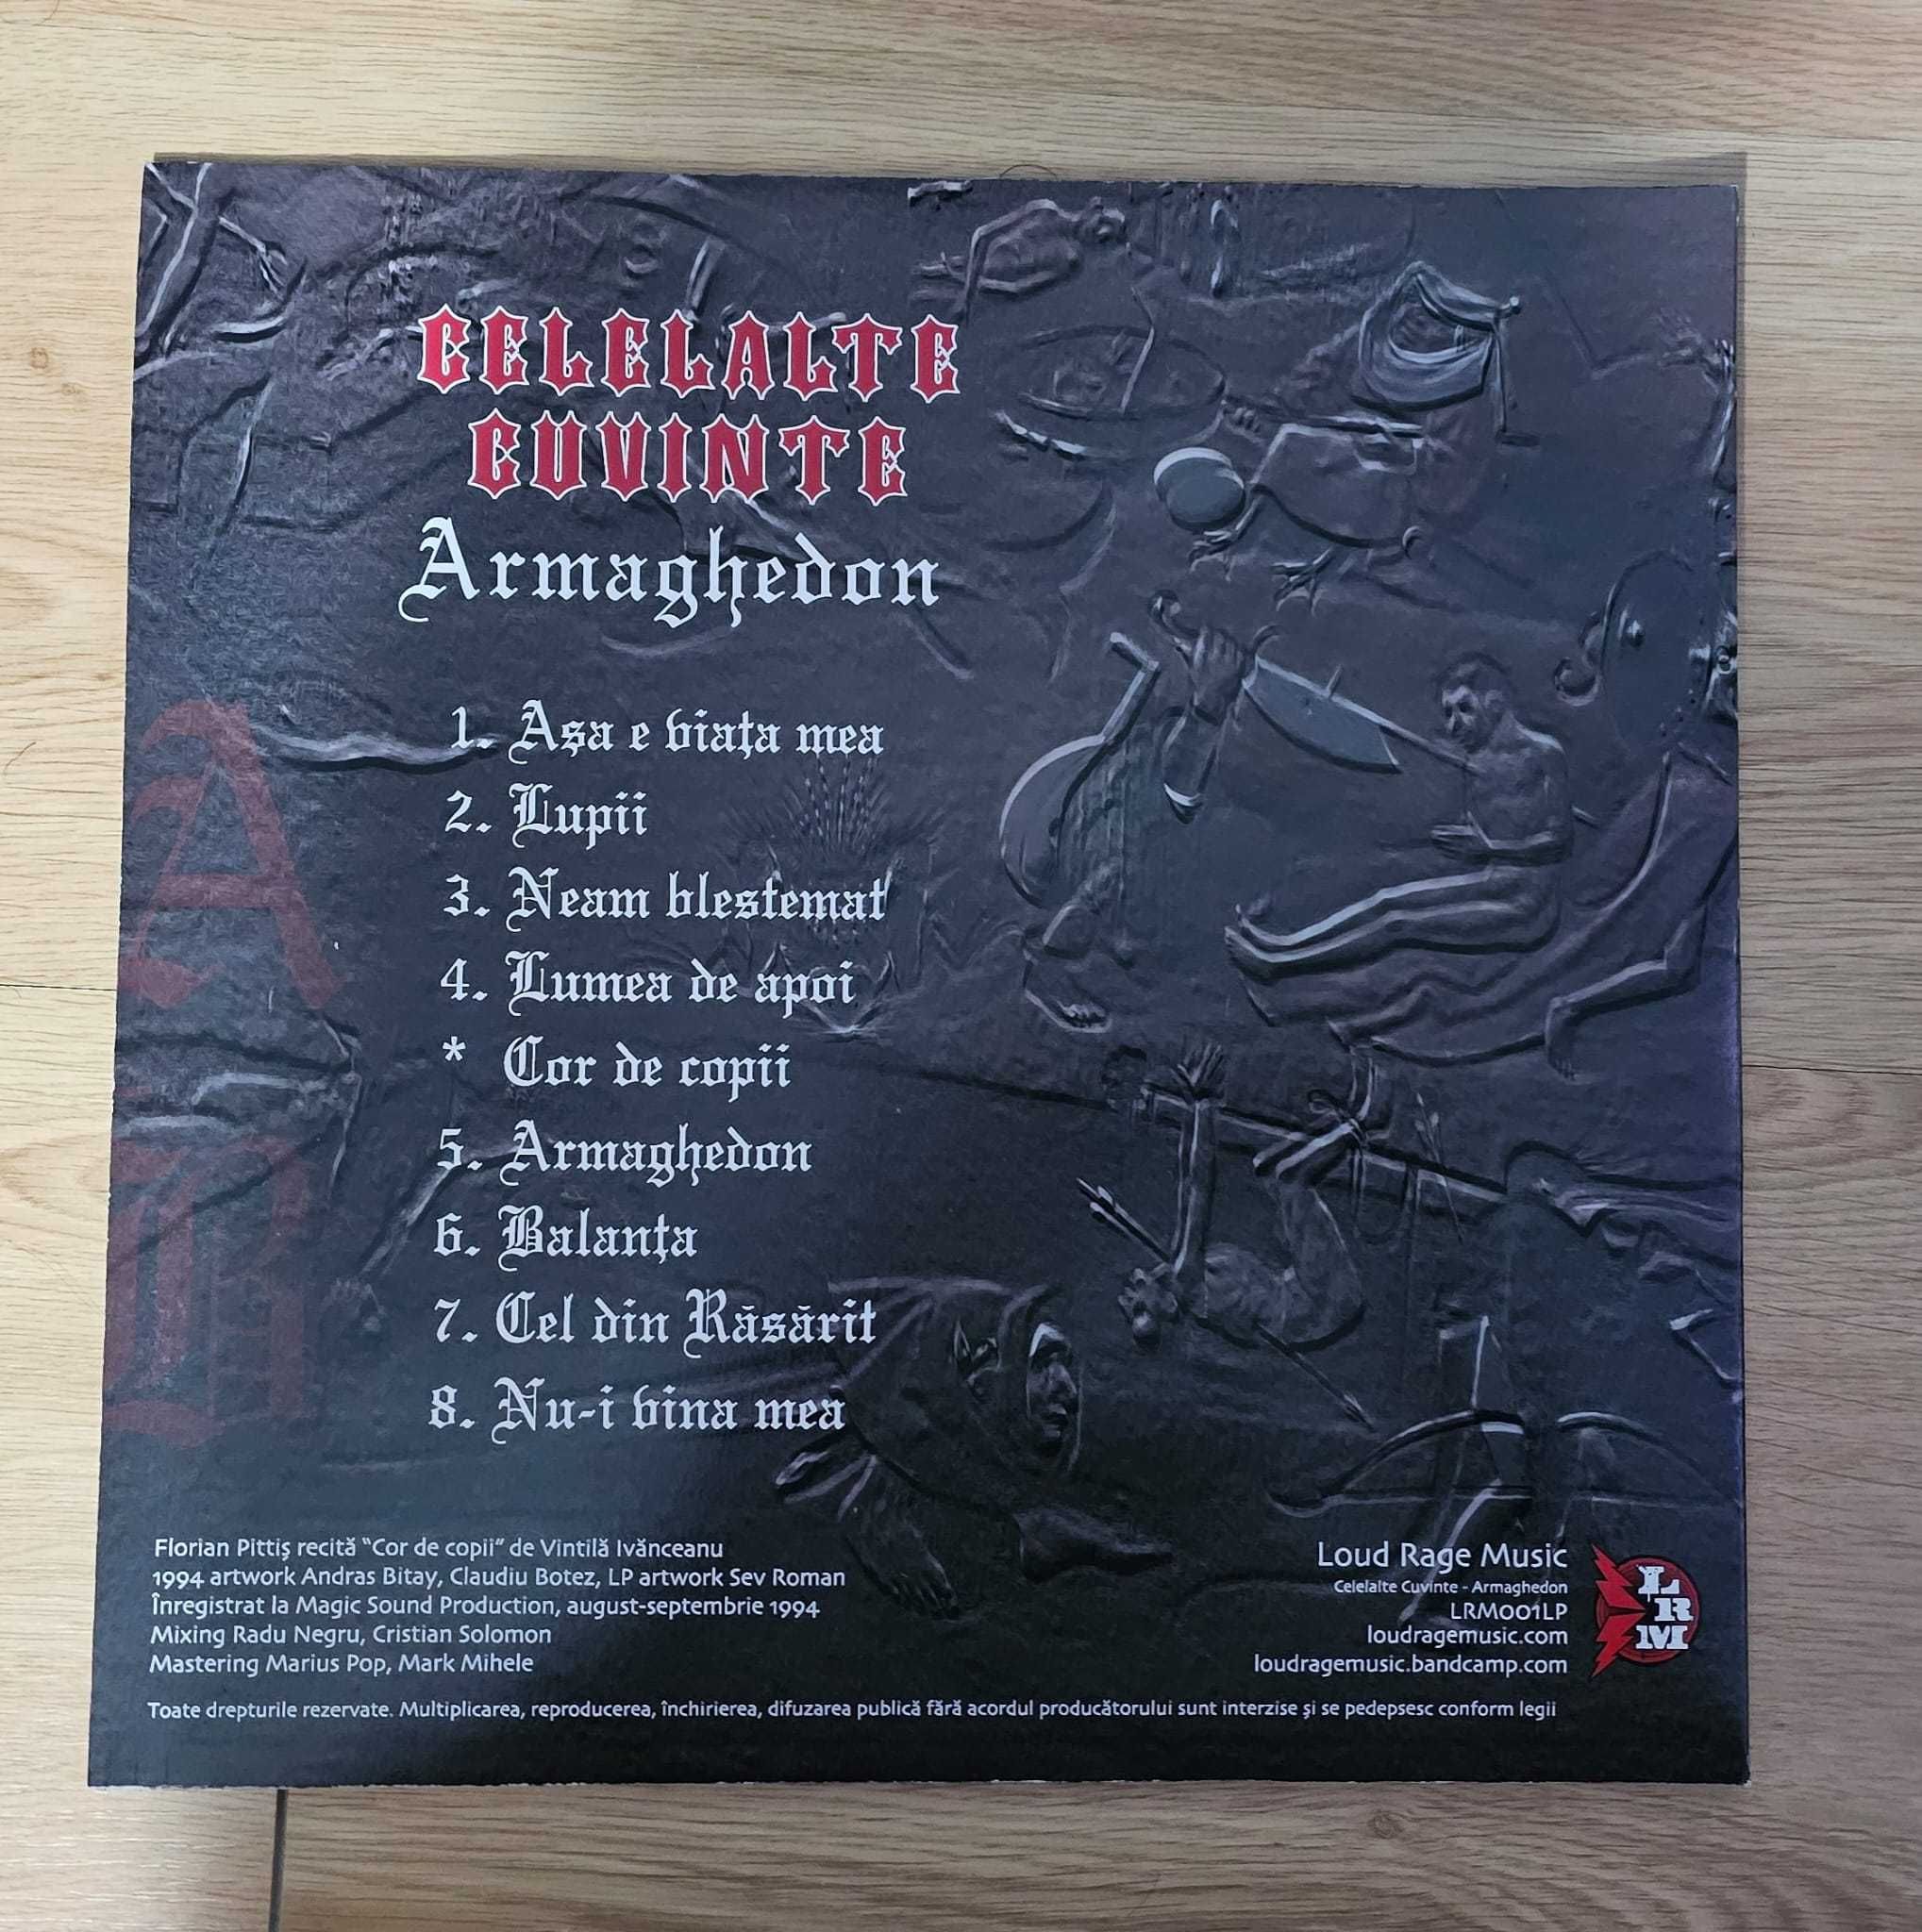 CELELALTE
CUVINTE
Armaghedon
1. Așa e viața mea
2. Lupii
3. Neam blestemat
4. Lumea de apoi
* Cor de copii
5. Armaghedon
6. Balanța
7. Cel din Răsărit
8. Nu-i vina mea
Florian Pittiș recită "Cor de copii" de Vintilă Ivănceanu
1994 artwork Andras Bitay, Claudiu Botez, LP artwork Sev Roman
Înregistrat la Magic Sound Production, august-septembrie 1994
Mixing Radu Negru, Cristian Solomon
Mastering Marius Pop, Mark Mihele
Loud Rage Music
Celelalte Cuvinte - Armaghedon
LRM001LP
loudragemusic.com
loudragemusic.bandcamp.com
L
R
M
Toate drepturile rezervate. Multiplicarea, reproducerea, închirierea, difuzarea publică fără acordul producătorului sunt interzise și se pedepsesc conform legii